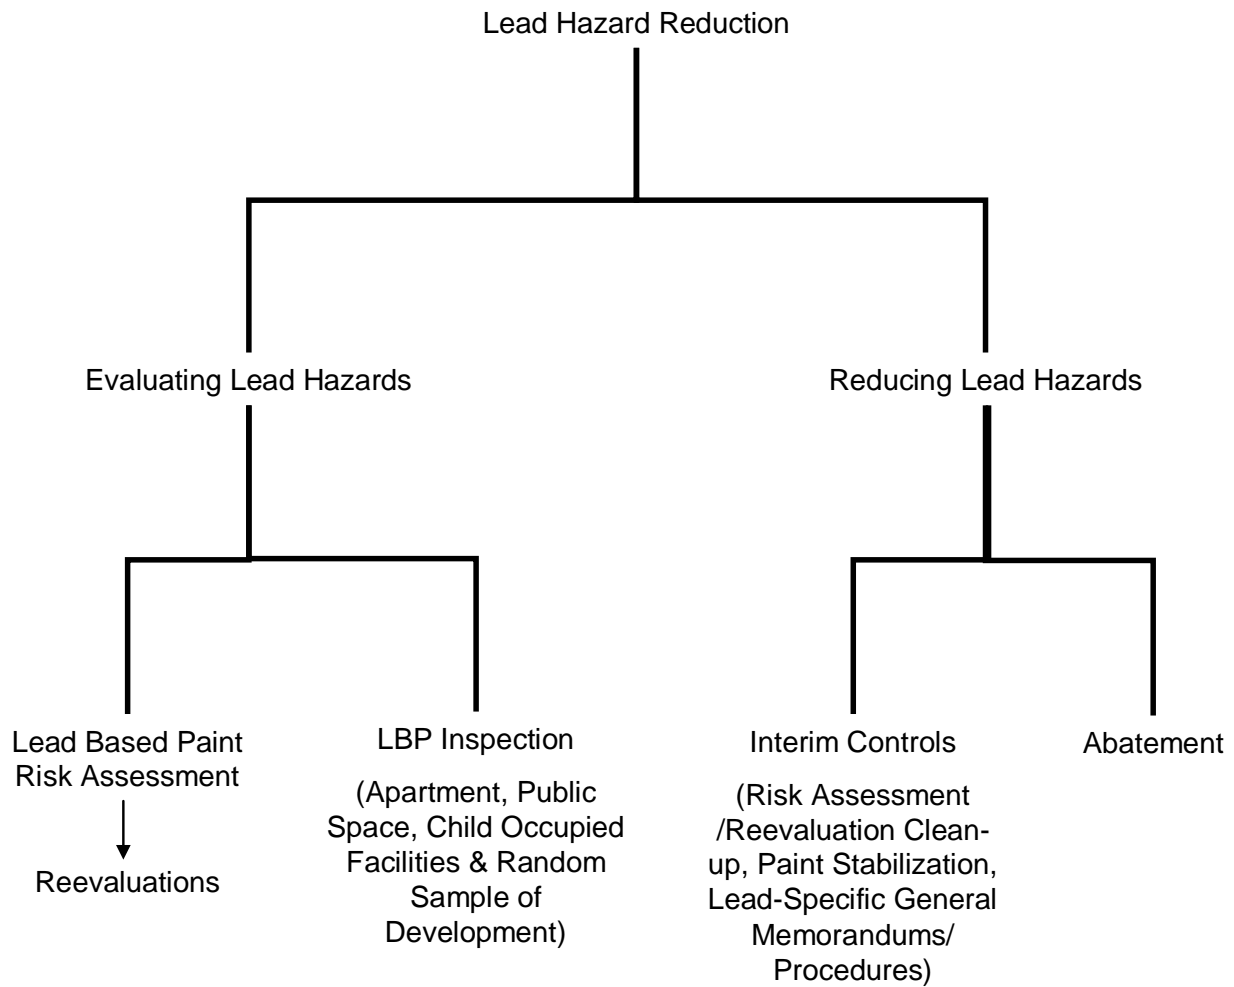 Lead Hazard Reduction
Evaluating Lead Hazards
Reducing Lead Hazards
Lead Based Paint
Risk Assessment
Reevaluations
LBP Inspection
(Apartment, Public
Space, Child Occupied
Facilities & Random
Sample of
Development)
Interim Controls
(Risk Assessment
/Reevaluation Clean-
up, Paint Stabilization,
Lead-Specific General
Memorandums/
Procedures)
Abatement